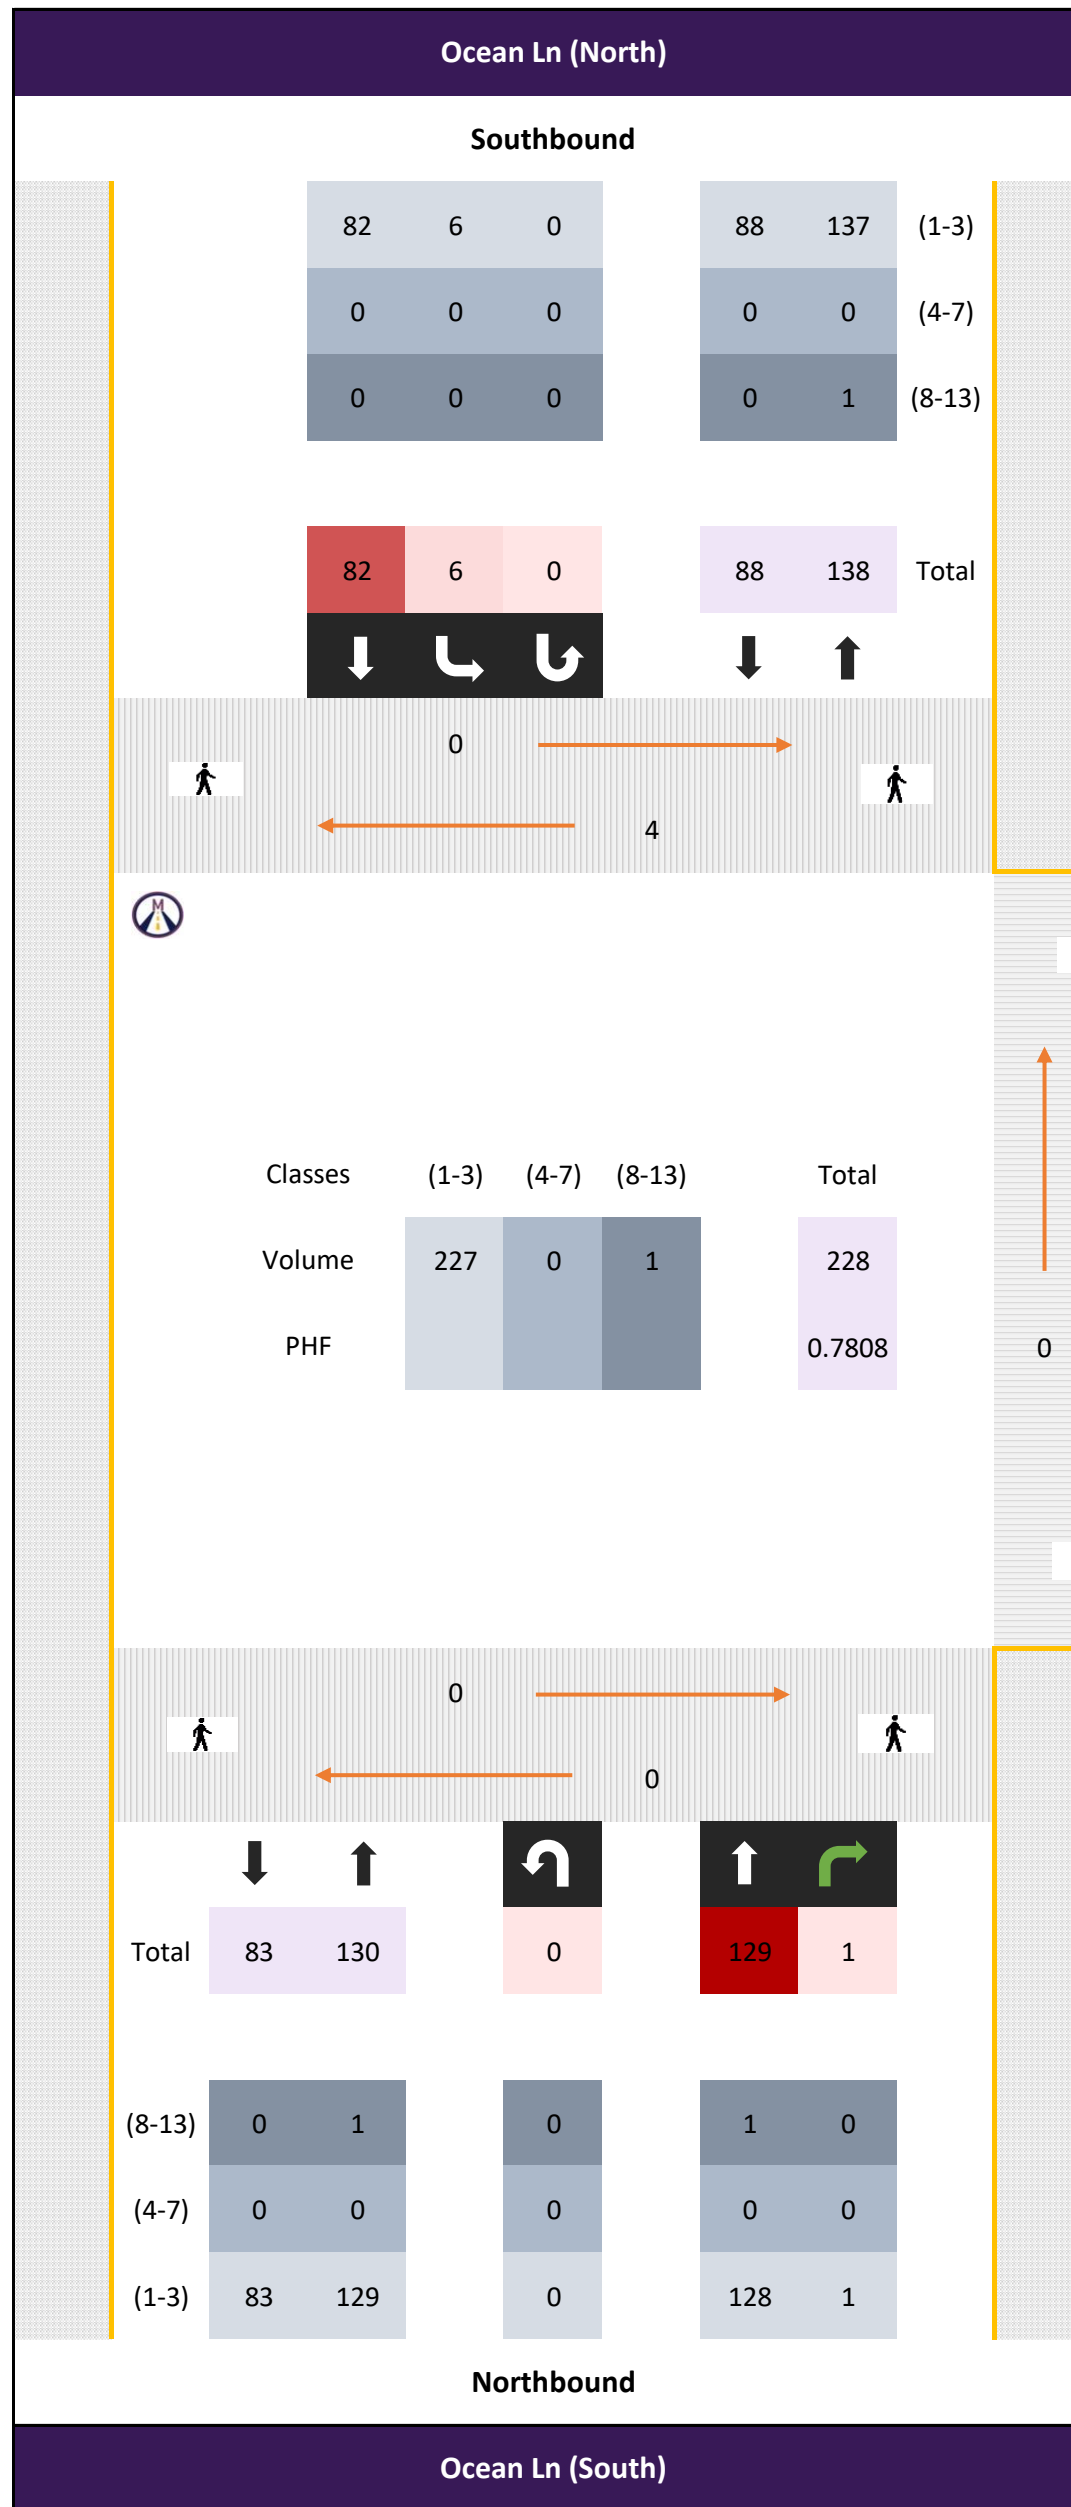 Ocean Ln (North)
Southbound
82 6 0 88 137 (1-3)
0 0 0 0 0 (4-7)
0 0 0 0 1 (8-13)
82 6 0 88 138 Total
0
4
M
Classes (1-3) (4-7) (8-13) Total
Volume 227 0 1 228
PHF 0.7808 0
0
0
Total 83 130 0 129 1
(8-13) 0 1 0 1 0
(4-7) 0 0 0 0 0
(1-3) 83 129 0 128 1
Northbound
Ocean Ln (South)